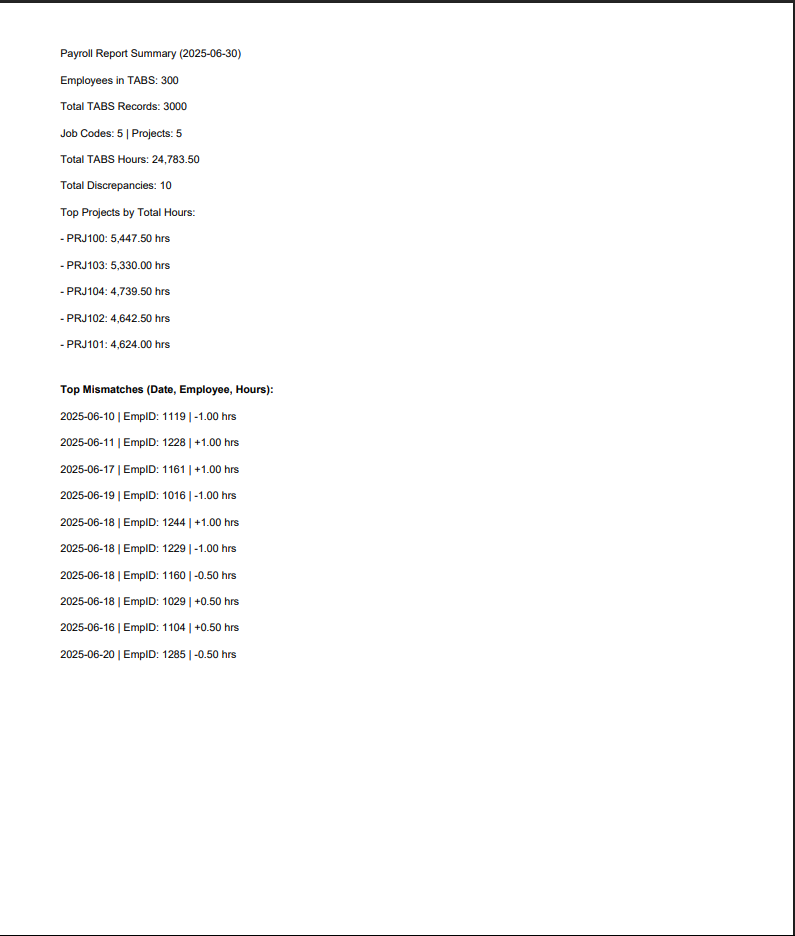 Payroll Report Summary (2025-06-30)
Employees in TABS: 300
Total TABS Records: 3000
Job Codes: 5 | Projects: 5
Total TABS Hours: 24,783.50
Total Discrepancies: 10
Top Projects by Total Hours:
- PRJ100: 5,447.50 hrs
- PRJ103: 5,330.00 hrs
- PRJ104: 4,739.50 hrs
- PRJ102: 4,642.50 hrs
- PRJ101: 4,624.00 hrs
Top Mismatches (Date, Employee, Hours):
2025-06-10 | EmpID: 1119 | -1.00 hrs
2025-06-11 | EmpID: 1228 | +1.00 hrs
2025-06-17 | EmpID: 1161 | +1.00 hrs
2025-06-19 | EmpID: 1016 | -1.00 hrs
2025-06-18 | EmpID: 1244 | +1.00 hrs
2025-06-18 | EmpID: 1229 | -1.00 hrs
2025-06-18 | EmpID: 1160 | -0.50 hrs
2025-06-18 | EmpID: 1029 | +0.50 hrs
2025-06-16 | EmpID: 1104 | +0.50 hrs
2025-06-20 | EmpID: 1285 | -0.50 hrs